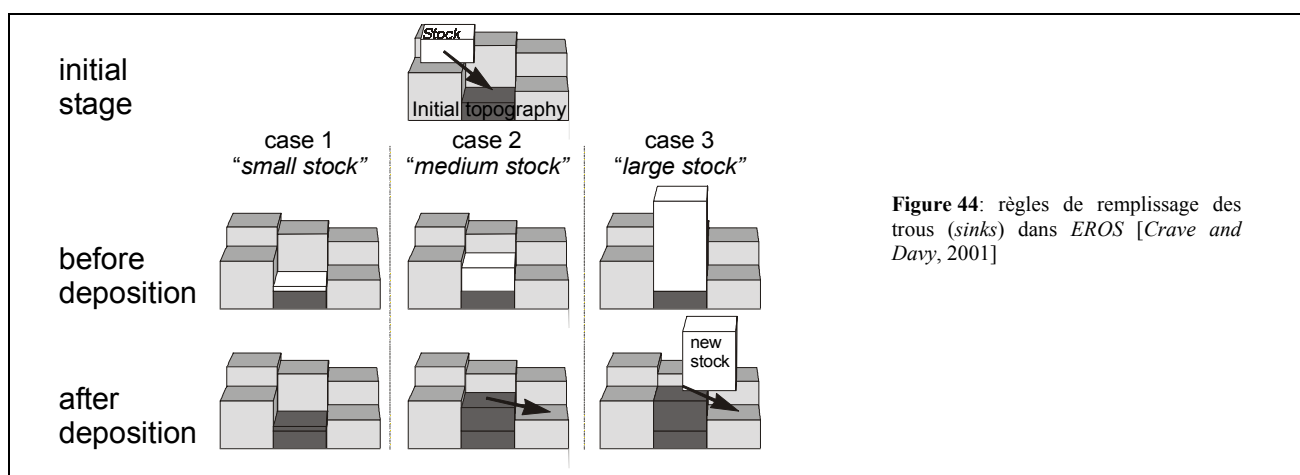 initial
stage
Stock
Initial topography
case 1
“small stock”
case 2
“medium stock”
case 3
“large stock”
before
deposition
after
deposition
new
stock
Figure 44: règles de remplissage des
trous (sinks) dans EROS [Crave and
Davy, 2001]